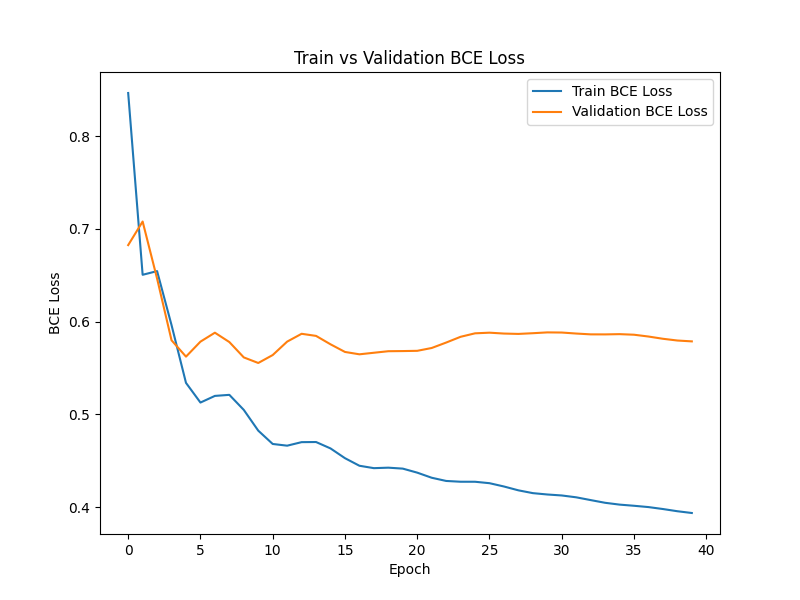 Train vs Validation BCE Loss
Train BCE Loss
Validation BCE Loss
BCE Loss
0.8
0.7
0.6
0.5
0.4
0 5 10 15 20 25 30 35 40
Epoch